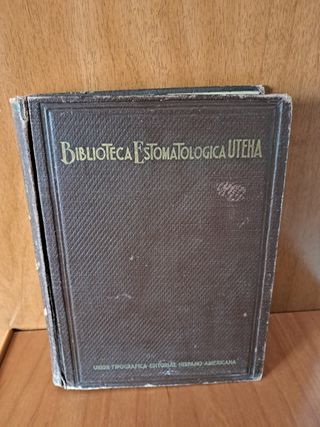 BIBLIOTECA ESTOMATOLOGICA UTEHA
UNION TIPOGRAFICA EDITORIAL HISPANO-AMERICANA